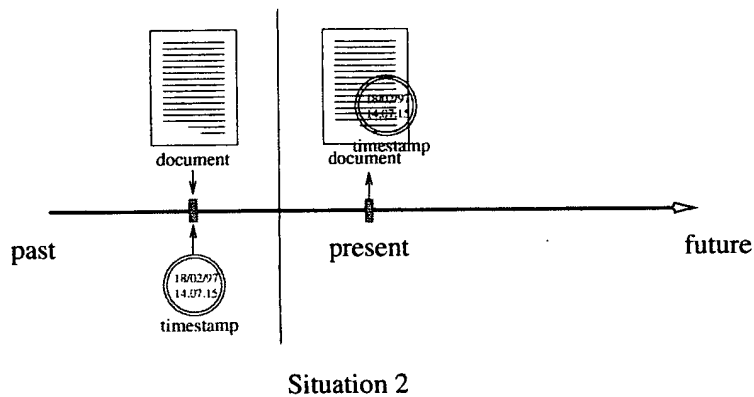 document
18/02/97
14.07.15
timestamp
document
past
present
future
18/02/97
14.07.15
timestamp
Situation 2